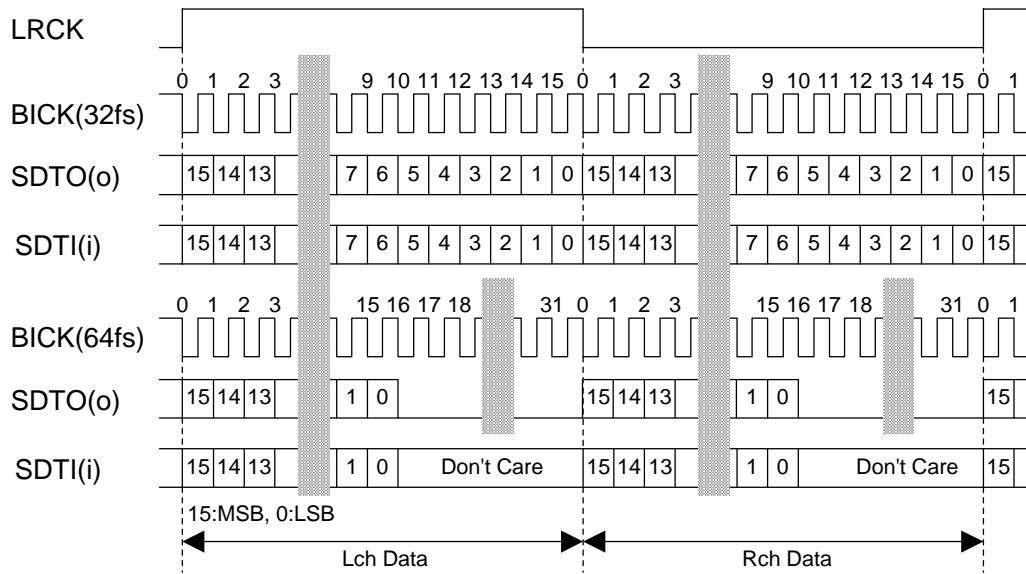 LRCK
0 1 2 3 9 10 11 12 13 14 15 0 1 2 3 9 10 11 12 13 14 15 0 1
BICK(32fs)
SDTO(o) 15 14 13 7 6 5 4 3 2 1 0 15 14 13 7 6 5 4 3 2 1 0 15
SDTI(i) 15 14 13 7 6 5 4 3 2 1 0 15 14 13 7 6 5 4 3 2 1 0 15
0 1 2 3 15 16 17 18 31 0 1 2 3 15 16 17 18 31 0 1
BICK(64fs)
SDTO(o) 15 14 13 1 0 15 14 13 1 0 15
SDTI(i) 15 14 13 1 0 Don't Care 15 14 13 1 0 Don't Care 15
15:MSB, 0:LSB
Lch Data Rch Data